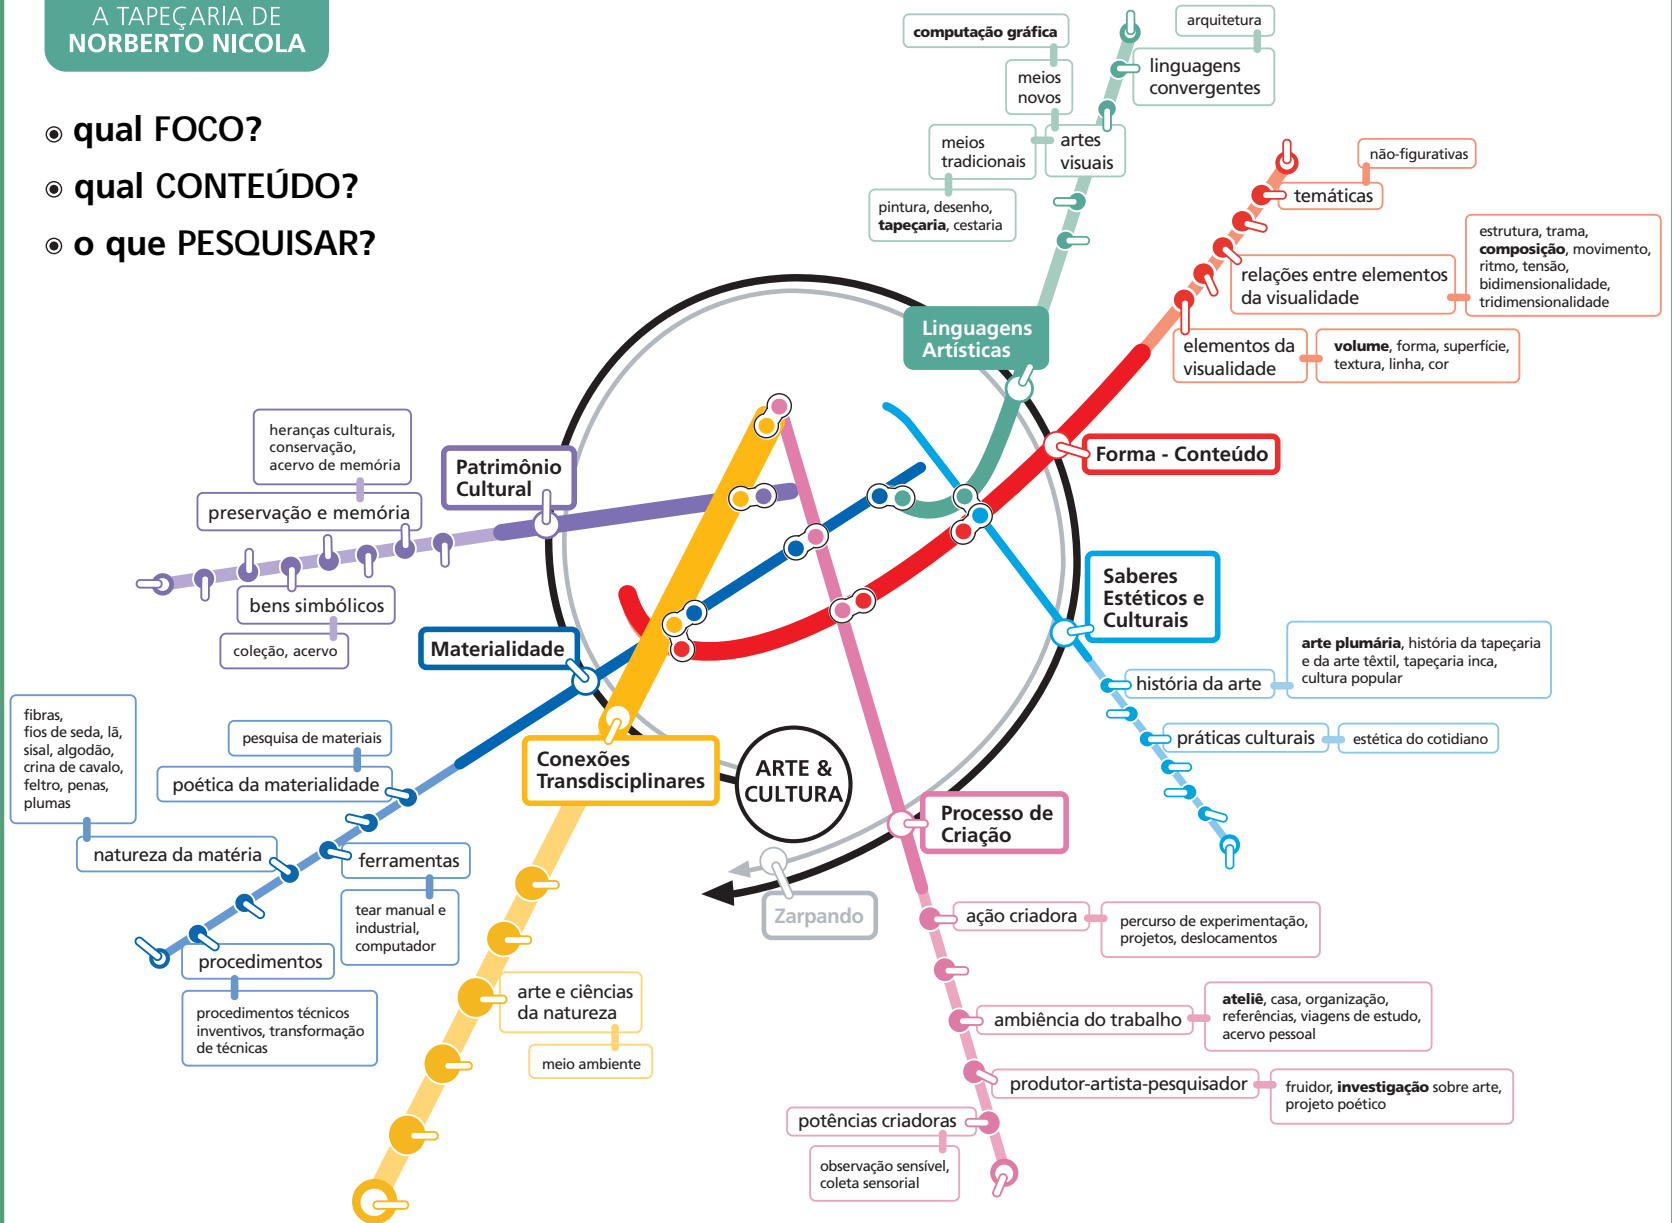 A TAPEÇARIA DE
NORBERTO NICOLA
qual FOCO?
qual CONTEÚDO?
o que PESQUISAR?
computação gráfica
meios
novos
meios
tradicionais
artes
visuais
pintura, desenho,
tapeçaria, cestaria
arquitetura
linguagens
convergentes
Linguagens
Artísticas
não-figurativas
temáticas
relações entre elementos
da visualidade
estrutura, trama,
composição, movimento,
ritmo, tensão,
bidimensionalidade,
tridimensionalidade
elementos da
visualidade
volume, forma, superfície,
textura, linha, cor
Forma - Conteúdo
heranças culturais,
conservação,
acervo de memória
preservação e memória
Patrimônio
Cultural
bens simbólicos
coleção, acervo
Saberes
Estéticos e
Culturais
arte plumária, história da tapeçaria
e da arte têxtil, tapeçaria inca,
cultura popular
história da arte
práticas culturais
estética do cotidiano
Materialidade
pesquisa de materiais
poética da materialidade
fibras,
fios de seda, lã,
sisal, algodão,
crina de cavalo,
feltro, penas,
plumas
natureza da matéria
ferramentas
tear manual e
industrial,
computador
procedimentos
procedimentos técnicos
inventivos, transformação
de técnicas
Conexões
Transdisciplinares
arte e ciências
da natureza
meio ambiente
ARTE &
CULTURA
Zarpando
Processo de
Criação
ação criadora
percurso de experimentação,
projetos, deslocamentos
ambiência do trabalho
ateliê, casa, organização,
referências, viagens de estudo,
acervo pessoal
produtor-artista-pesquisador
fruidor, investigação sobre arte,
projeto poético
potências criadoras
observação sensível,
coleta sensorial